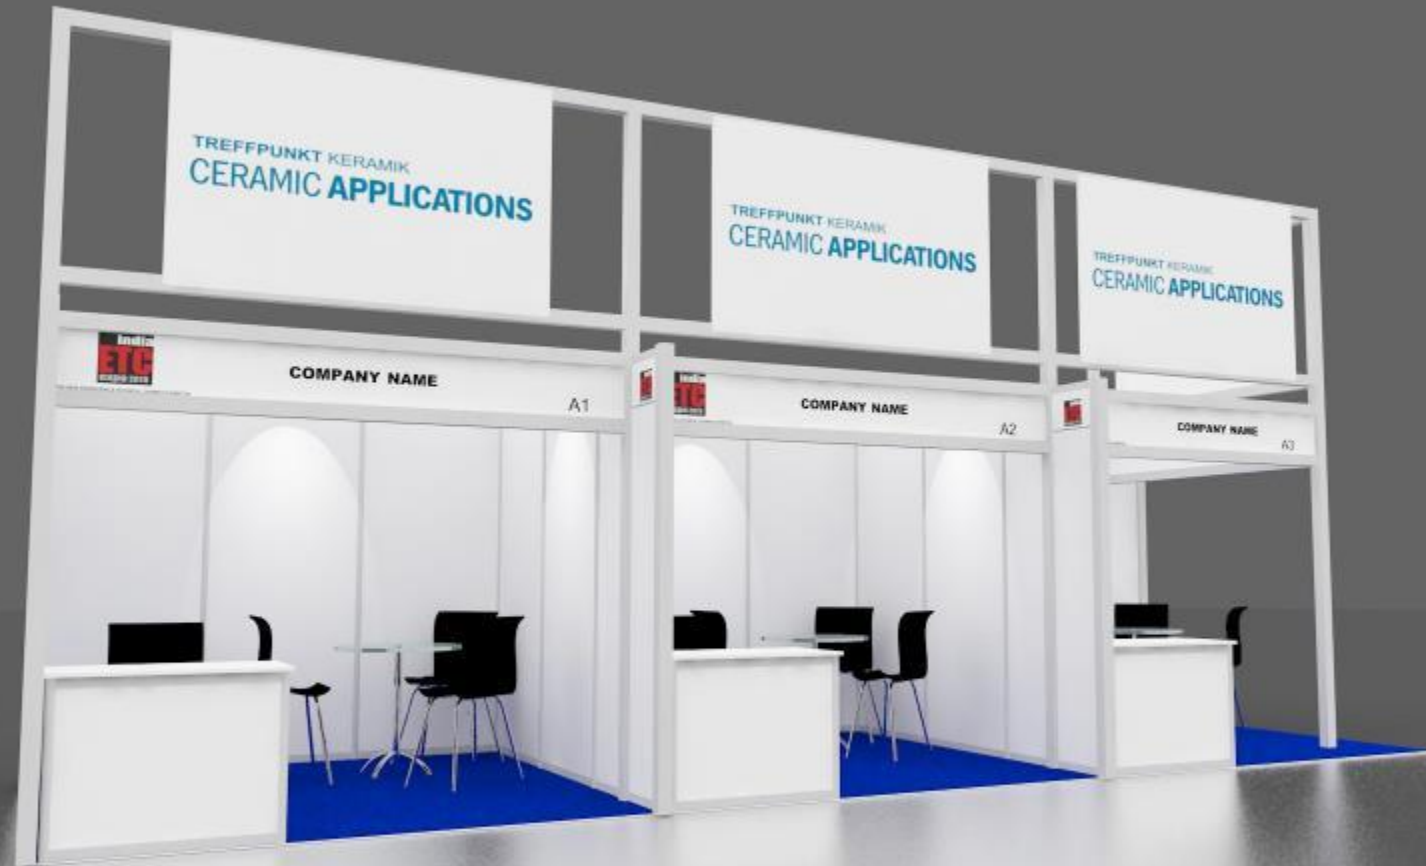 TREFFPUNKT KERAMIK
CERAMIC APPLICATIONS
TREFFPUNKT KERAMIK
CERAMIC APPLICATIONS
TREFFPUNKT KERAMIK
CERAMIC APPLICATIONS
India
ETC
COMPANY NAME
A1
ETC
COMPANY NAME
A2
COMPANY NAME
A3